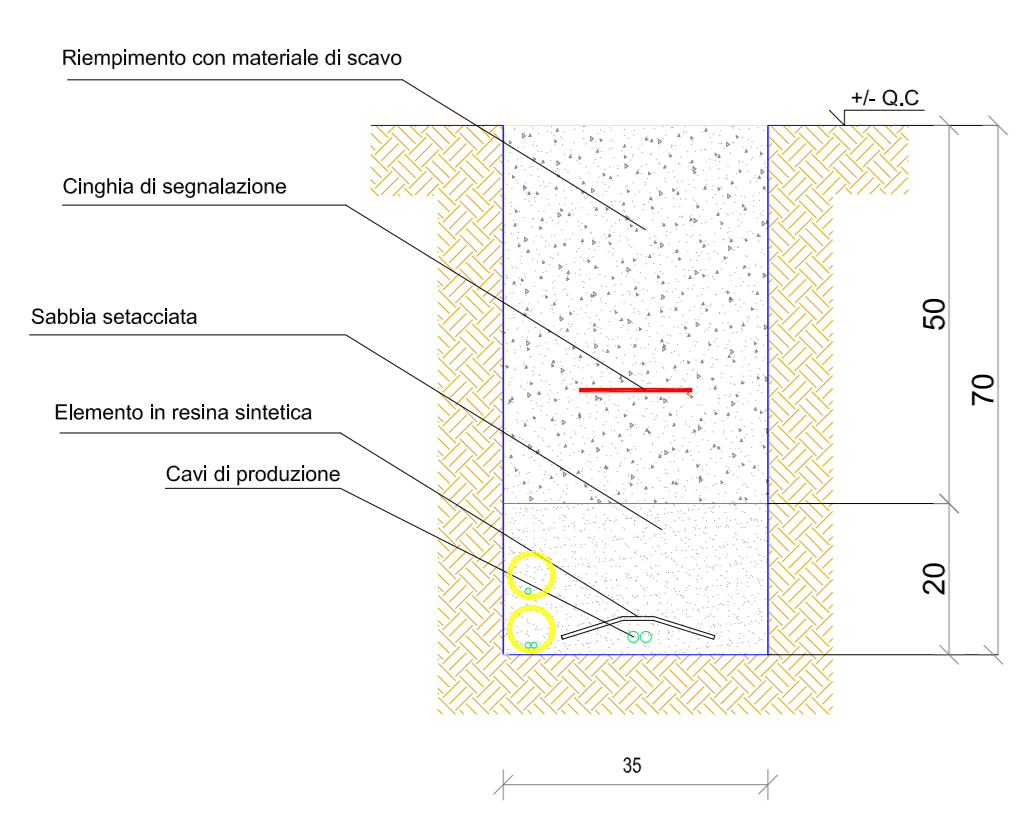 Riempimento con materiale di scavo
+/- Q.C
Cinghia di segnalazione
50
Sabbia setacciata
70
Elemento in resina sintetica
Cavi di produzione
20
35